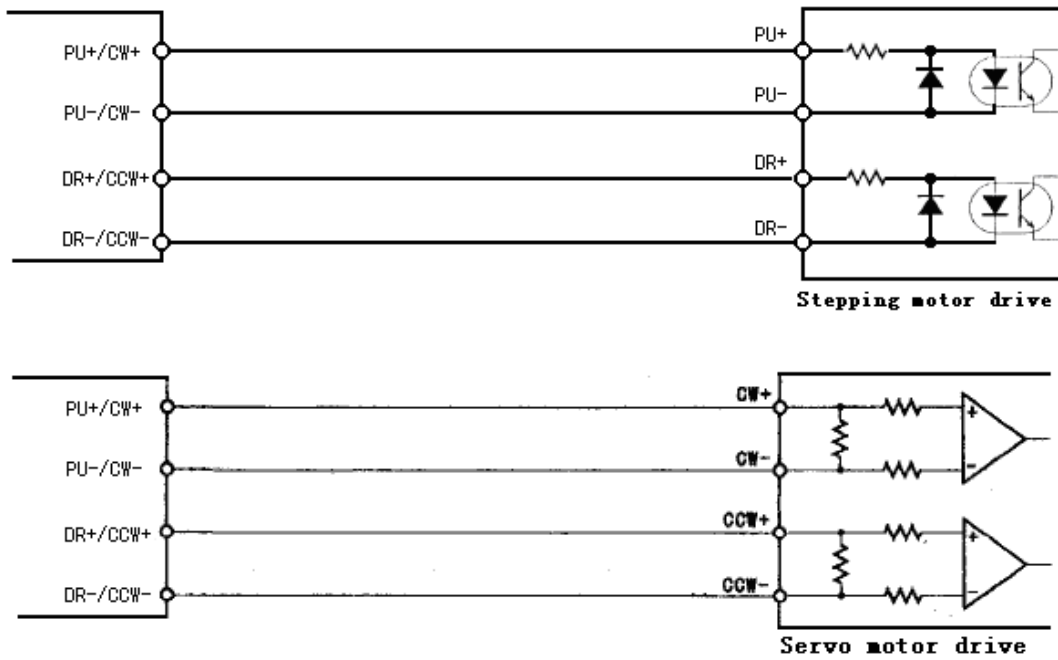 PU+/CW+ PU+
PU-/CW- PU-
DR+/CCW+ DR+
DR-/CCW- DR-
Stepping motor drive
PU+/CW+ CW+ +
PU-/CW- CW- -
DR+/CCW+ CCW+ +
DR-/CCW- CCW- -
Servo motor drive